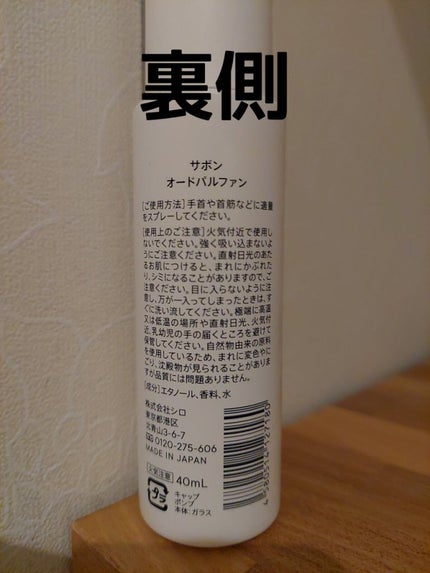 裏側
サボン
オードパルファン
[ご使用方法]手首や首筋などに適量
をスプレーしてください。
[使用上のご注意]火気付近で使用し
ないでください。強く吸い込まないよ
うにご注意ください。直射日光のあた
るお肌につけると、まれにかぶれた
り、シミになることがありますので、ご
注意ください。目に入らないように注
意し、万が一入ってしまったときは、す
ぐに洗い流してください。極端に高温
又は低温の場所や直射日光、火気付
近、乳幼児の手の届くところを避けて
保管してください。自然物由来の原料
を使用しているため、まれに変色やに
ごり、沈殿物が見られることがありま
すが品質には問題ありません。
[成分]エタノール、香料、水
株式会社シロ
東京都港区
北青山3-6-7
0120-275-606
MADE IN JAPAN
火気注意 40mL
プラ
キャップ
ポンプ
本体:ガラス
4580514127180